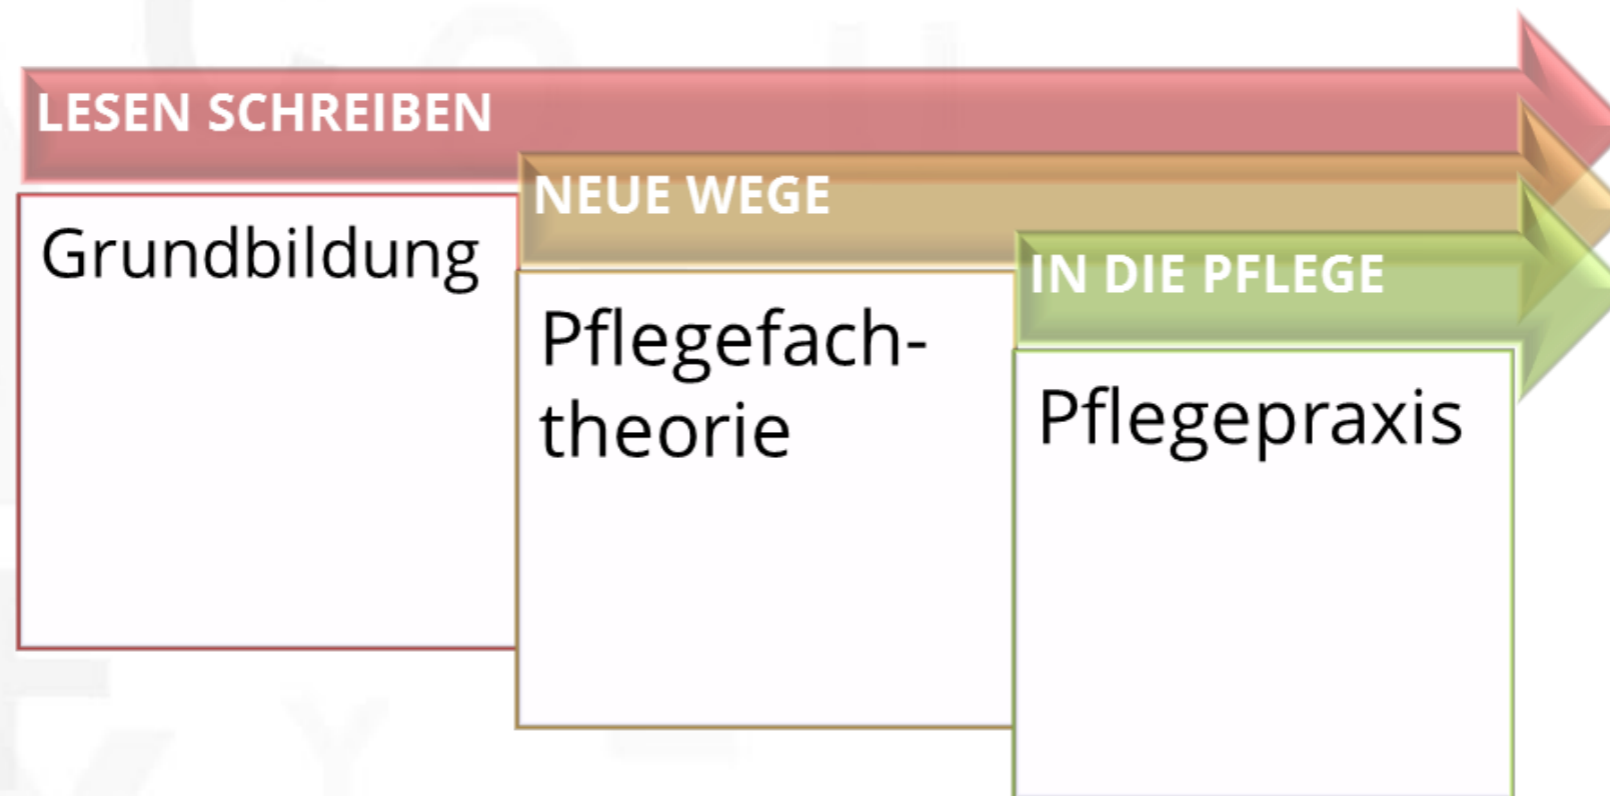 LESEN SCHREIBEN
Grundbildung
NEUE WEGE
Pflegefach-
theorie
IN DIE PFLEGE
Pflegepraxis